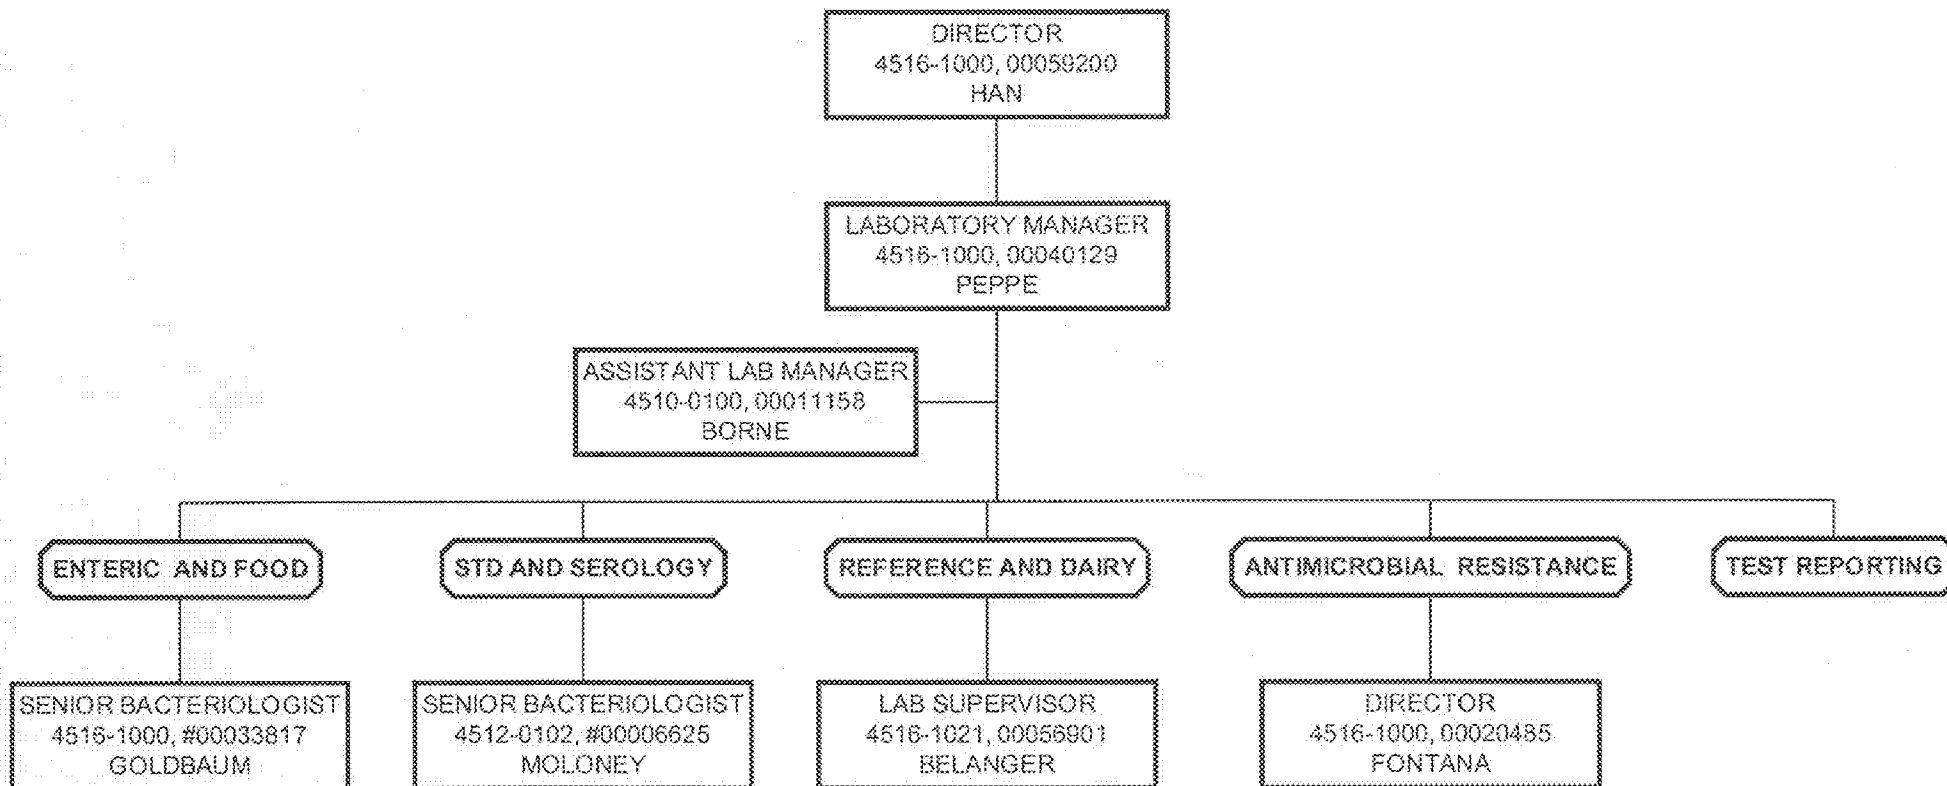 DIRECTOR
4516-1000, 00059200
HAN
LABORATORY MANAGER
4516-1000, 00040129
PEPPE
ASSISTANT LAB MANAGER
4510-0100, 00011158
BORNE
ENTERIC AND FOOD
STD AND SEROLOGY
REFERENCE AND DAIRY
ANTIMICROBIAL RESISTANCE
TEST REPORTING
SENIOR BACTERIOLOGIST
4516-1000, #00033817
GOLDBAUM
SENIOR BACTERIOLOGIST
4512-0102, #00006625
MOLONEY
LAB SUPERVISOR
4516-1021, 00056901
BELANGER
DIRECTOR
4516-1000, 00020485
FONTANA